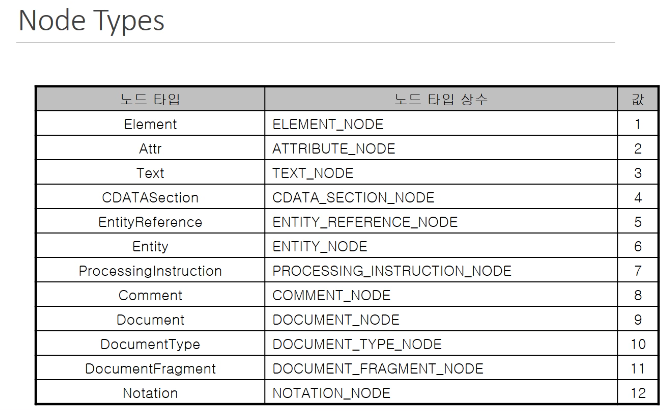 Node Types
노드 타입 노드 타입 상수 값
Element ELEMENT_NODE 1
Attr ATTRIBUTE_NODE 2
Text TEXT_NODE 3
CDATASection CDATA_SECTION_NODE 4
EntityReference ENTITY_REFERENCE_NODE 5
Entity ENTITY_NODE 6
ProcessingInstruction PROCESSING_INSTRUCTION_NODE 7
Comment COMMENT_NODE 8
Document DOCUMENT_NODE 9
DocumentType DOCUMENT_TYPE_NODE 10
DocumentFragment DOCUMENT_FRAGMENT_NODE 11
Notation NOTATION_NODE 12